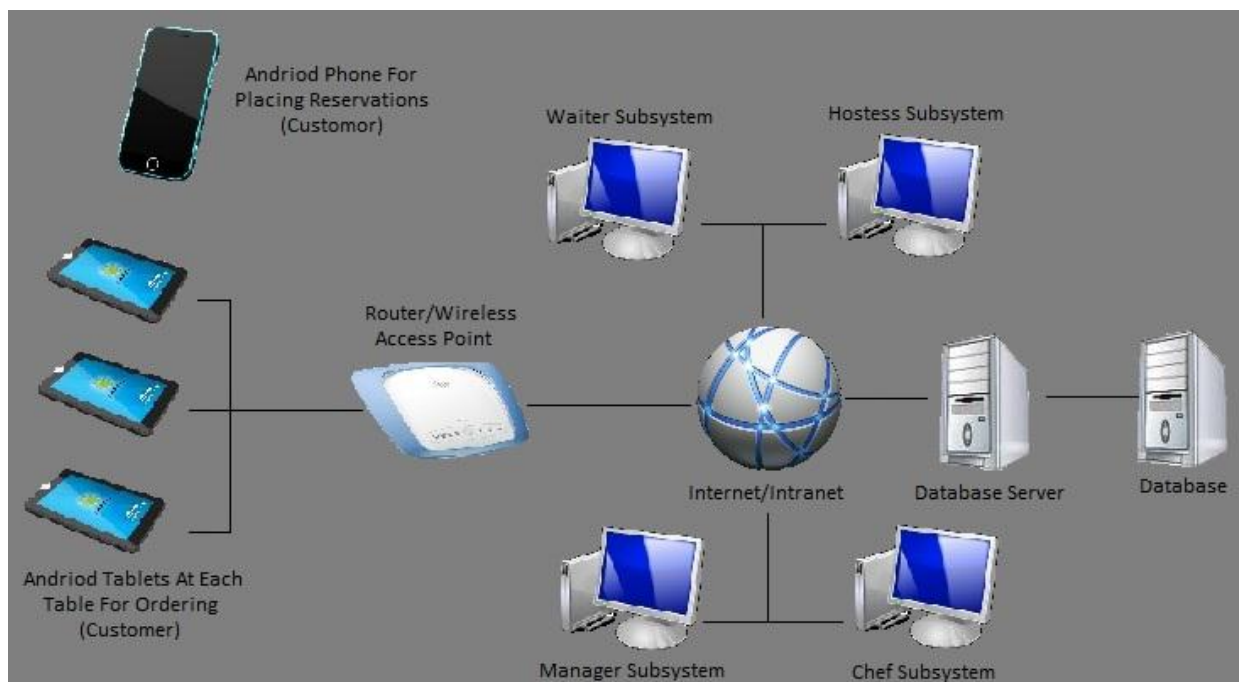 Andriod Phone For
Placing Reservations
(Customor)
Waiter Subsystem
Hostess Subsystem
Router/Wireless
Access Point
Internet/Intranet
Database Server
Database
Andriod Tablets At Each
Table For Ordering
(Customer)
Manager Subsystem
Chef Subsystem